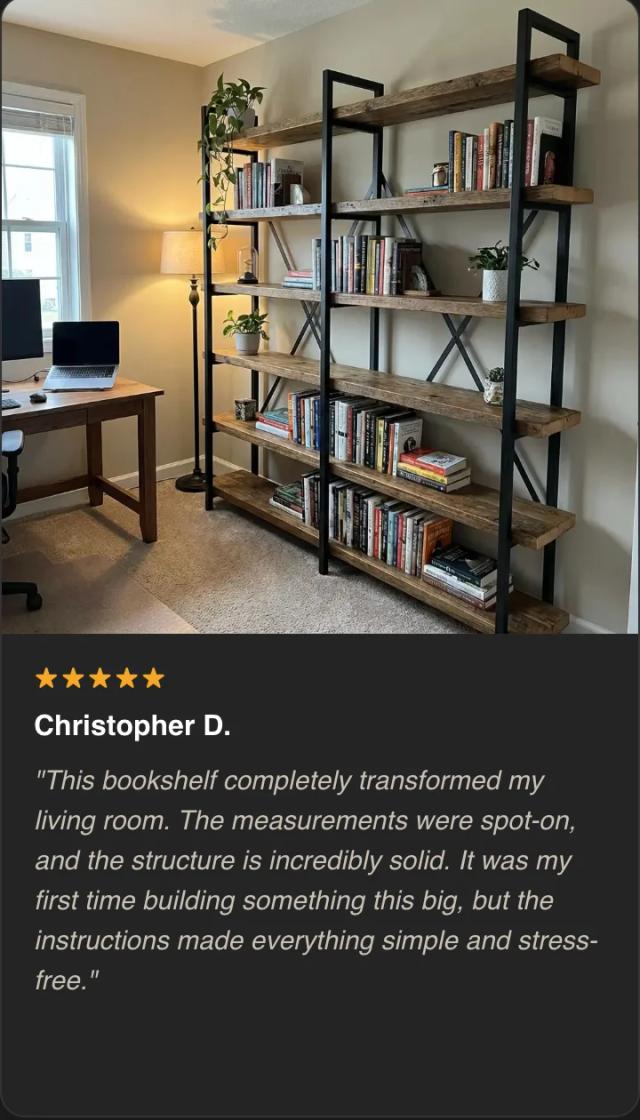 Christopher D.
"This bookshelf completely transformed my
living room. The measurements were spot-on,
and the structure is incredibly solid. It was my
first time building something this big, but the
instructions made everything simple and stress-
free."